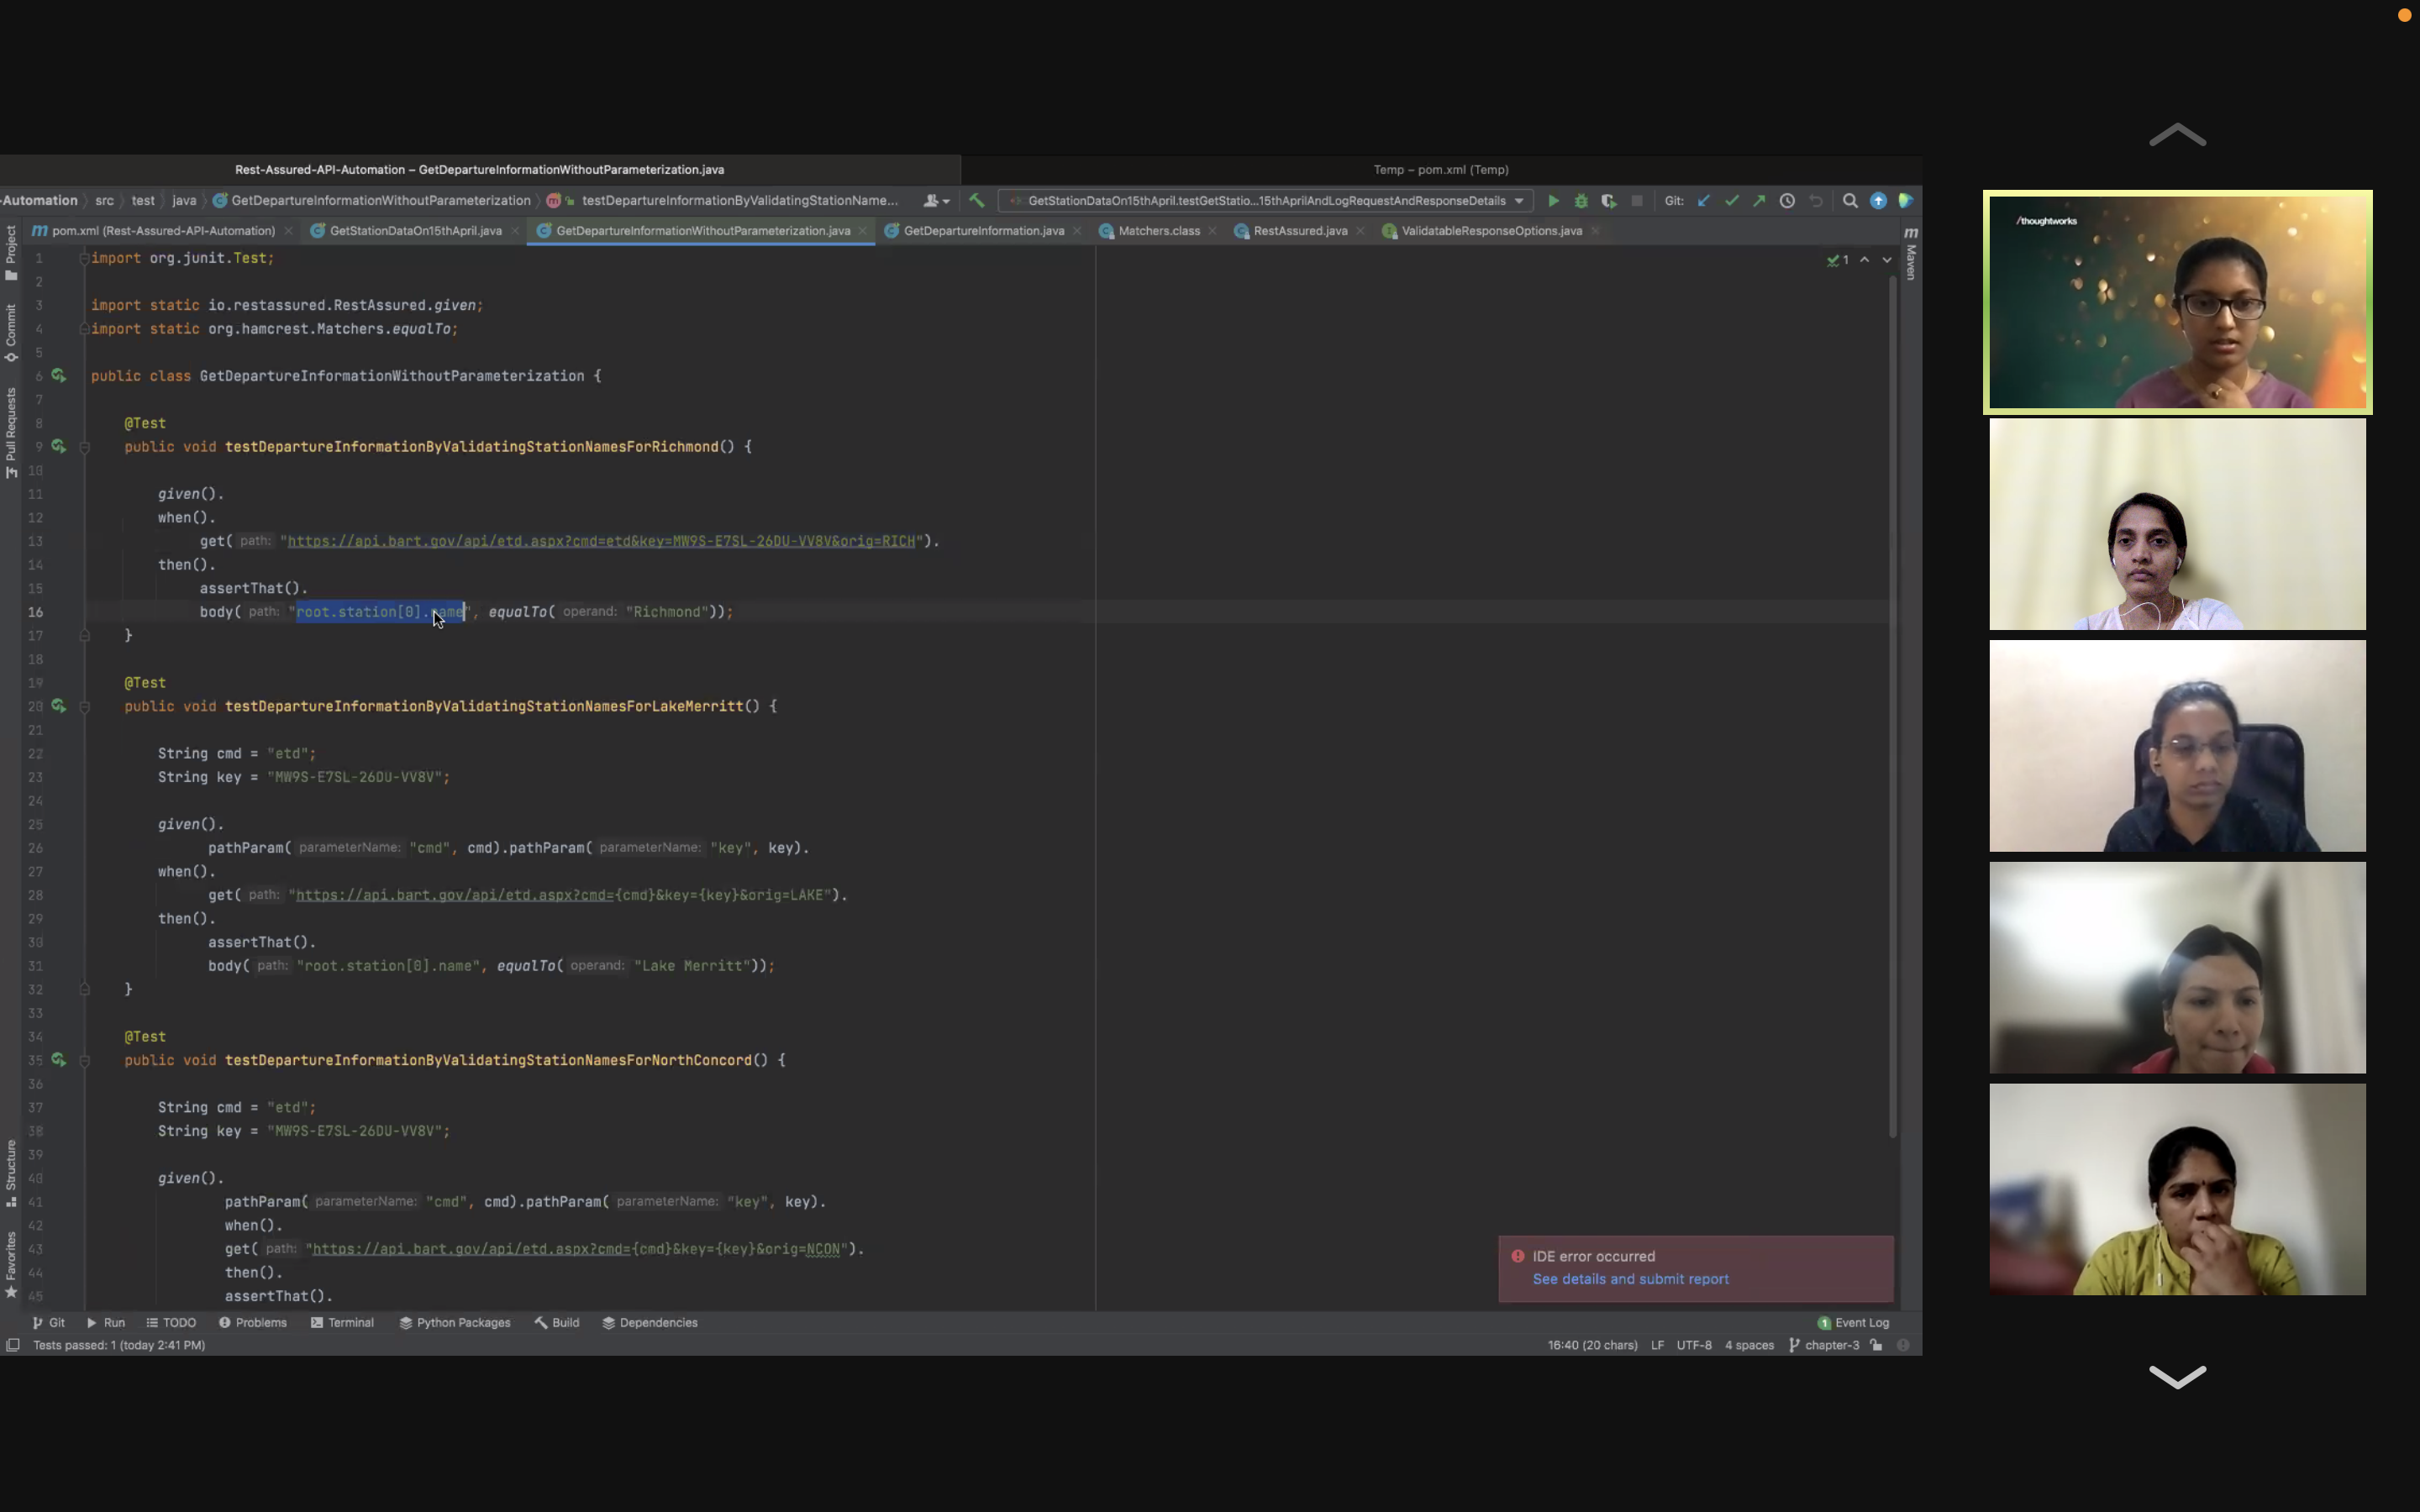 Rest-Assured-API-Automation – GetDepartureInformationWithoutParameterization.java
Temp – pom.xml (Temp)
-Automation src test java GetDepartureInformationWithoutParameterization testDepartureInformationByValidatingStationName...
GetStationDataOn15thApril.testGetStatio...15thAprilAndLogRequestAndResponseDetails
Git:
pom.xml (Rest-Assured-API-Automation)
GetStationDataOn15thApril.java
GetDepartureInformationWithoutParameterization.java
GetDepartureInformation.java
Matchers.class
RestAssured.java
ValidatableResponseOptions.java
Project
Commit
Pull Requests
Structure
Favorites
Maven
1
1 import org.junit.Test;
2
3 import static io.restassured.RestAssured.given;
4 import static org.hamcrest.Matchers.equalTo;
5
6 public class GetDepartureInformationWithoutParameterization {
7
8 @Test
9 public void testDepartureInformationByValidatingStationNamesForRichmond() {
10
11 given().
12 when().
13 get( path: "https://api.bart.gov/api/etd.aspx?cmd=etd&key=MW9S-E7SL-26DU-VV8V&orig=RICH").
14 then().
15 assertThat().
16 body( path: "root.station[0].name", equalTo( operand: "Richmond"));
17 }
18
19 @Test
20 public void testDepartureInformationByValidatingStationNamesForLakeMerritt() {
21
22 String cmd = "etd";
23 String key = "MW9S-E7SL-26DU-VV8V";
24
25 given().
26 pathParam( parameterName: "cmd", cmd).pathParam( parameterName: "key", key).
27 when().
28 get( path: "https://api.bart.gov/api/etd.aspx?cmd={cmd}&key={key}&orig=LAKE").
29 then().
30 assertThat().
31 body( path: "root.station[0].name", equalTo( operand: "Lake Merritt"));
32 }
33
34 @Test
35 public void testDepartureInformationByValidatingStationNamesForNorthConcord() {
36
37 String cmd = "etd";
38 String key = "MW9S-E7SL-26DU-VV8V";
39
40 given().
41 pathParam( parameterName: "cmd", cmd).pathParam( parameterName: "key", key).
42 when().
43 get( path: "https://api.bart.gov/api/etd.aspx?cmd={cmd}&key={key}&orig=NCON").
44 then().
45 assertThat().
IDE error occurred
See details and submit report
Git Run TODO Problems Terminal Python Packages Build Dependencies
1 Event Log
Tests passed: 1 (today 2:41 PM)
16:40 (20 chars) LF UTF-8 4 spaces chapter-3
/thoughtworks